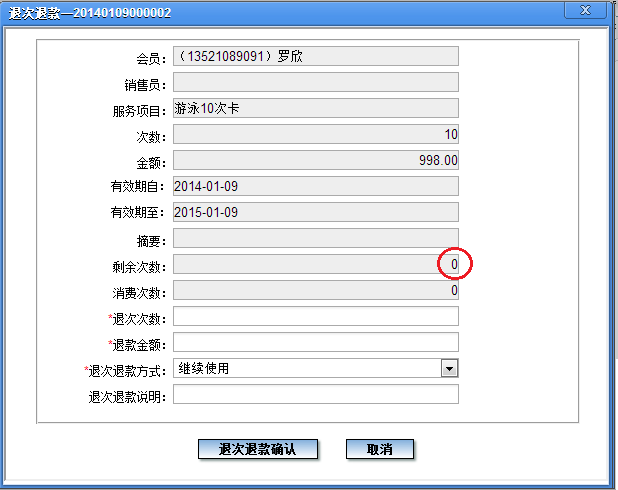 退次退款—20140109000002
会员： （13521089091）罗欣
销售员：
服务项目： 游泳10次卡
次数： 10
金额： 998.00
有效期自： 2014-01-09
有效期至： 2015-01-09
摘要：
剩余次数： 0
消费次数： 0
*退次次数：
*退款金额：
*退次退款方式： 继续使用
退次退款说明：
退次退款确认 取消